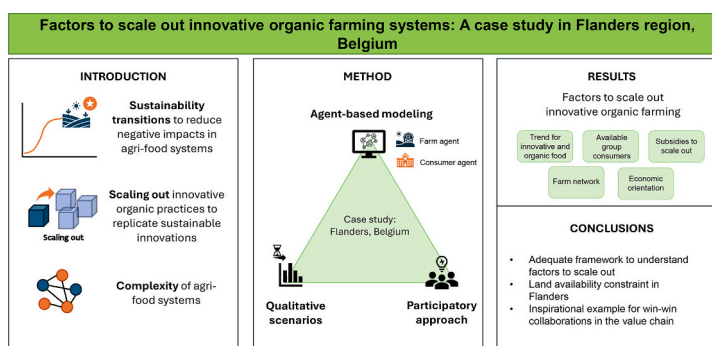 Factors to scale out innovative organic farming systems: A case study in Flanders region,
Belgium
INTRODUCTION
Sustainability
transitions to reduce
negative impacts in
agri-food systems
Scaling out innovative
organic practices to
replicate sustainable
innovations
Scaling out
Complexity of agri-
food systems
METHOD
Agent-based modeling
Farm agent
Consumer agent
Case study:
Flanders, Belgium
Qualitative
scenarios
Participatory
approach
RESULTS
Factors to scale out
innovative organic farming
Trend for
innovative and
organic food
Available
group
consumers
Subsidies to
scale out
Farm network
Economic
orientation
CONCLUSIONS
• Adequate framework to understand
factors to scale out
• Land availability constraint in
Flanders
• Inspirational example for win-win
collaborations in the value chain